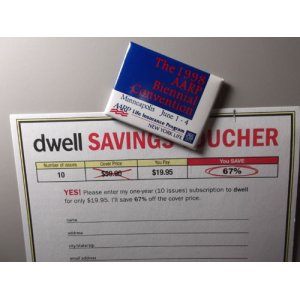 The 1998
AARP
Biennial
Convention
Minneapolis June 1 - 4
AARP Life Insurance Program
NEW YORK LIFE
dwell SAVINGS VOUCHER
Number of issues Cover Price You Pay You SAVE
10 $59.90 $19.95 67%
YES! Please enter my one-year (10 issues) subscription to dwell
for only $19.95. I'll save 67% off the cover price.
name
address
city/state/zip
email address